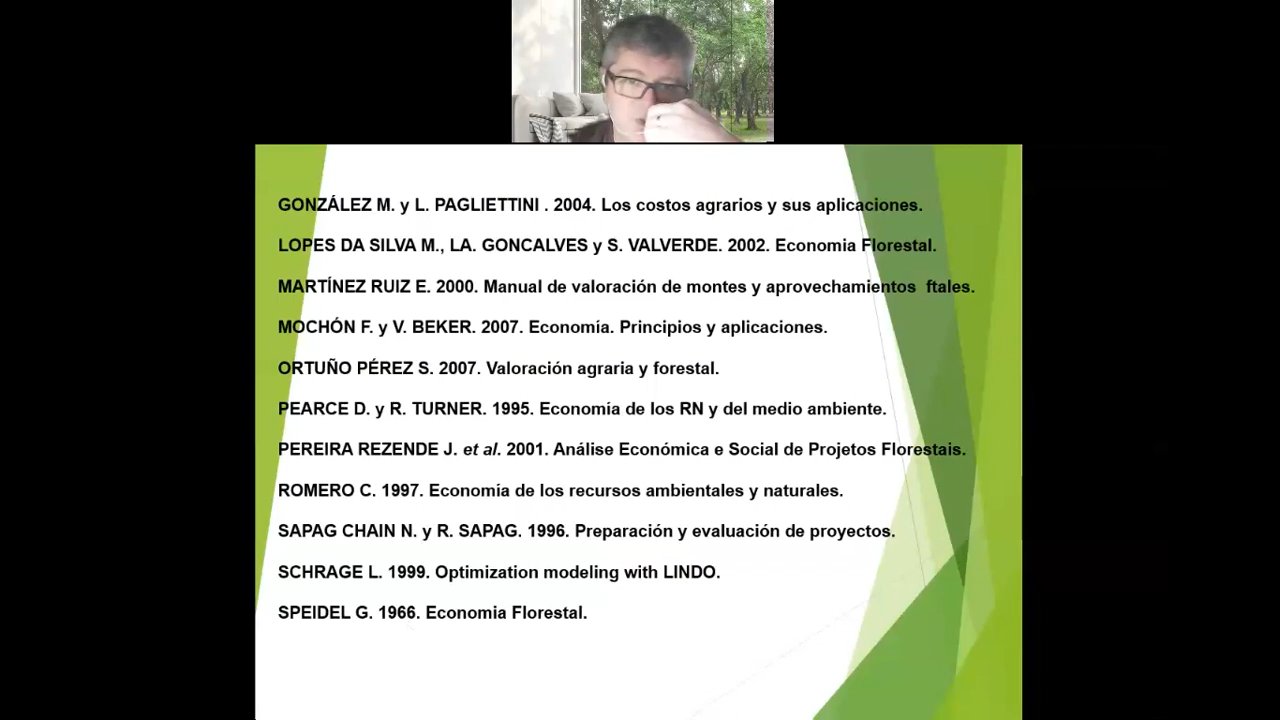 GONZÁLEZ M. y L. PAGLIETTINI . 2004. Los costos agrarios y sus aplicaciones.
LOPES DA SILVA M., LA. GONCALVES y S. VALVERDE. 2002. Economia Florestal.
MARTÍNEZ RUIZ E. 2000. Manual de valoración de montes y aprovechamientos ftales.
MOCHÓN F. y V. BEKER. 2007. Economía. Principios y aplicaciones.
ORTUÑO PÉREZ S. 2007. Valoración agraria y forestal.
PEARCE D. y R. TURNER. 1995. Economía de los RN y del medio ambiente.
PEREIRA REZENDE J. et al. 2001. Análise Económica e Social de Projetos Florestais.
ROMERO C. 1997. Economía de los recursos ambientales y naturales.
SAPAG CHAIN N. y R. SAPAG. 1996. Preparación y evaluación de proyectos.
SCHRAGE L. 1999. Optimization modeling with LINDO.
SPEIDEL G. 1966. Economia Florestal.